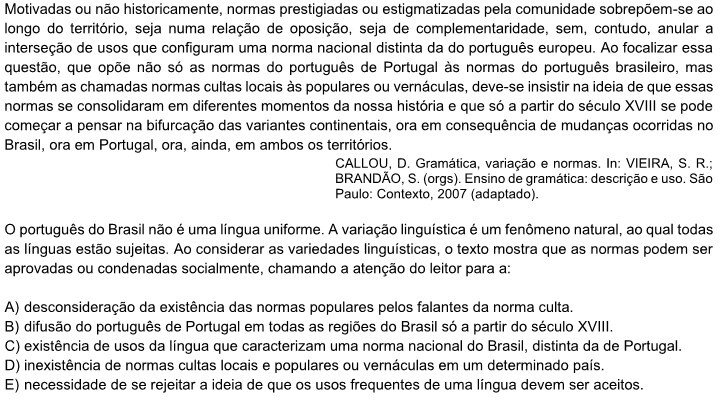 Motivadas ou não historicamente, normas prestigiadas ou estigmatizadas pela comunidade sobrepõem-se ao
longo do território, seja numa relação de oposição, seja de complementaridade, sem, contudo, anular a
interseção de usos que configuram uma norma nacional distinta da do português europeu. Ao focalizar essa
questão, que opõe não só as normas do português de Portugal às normas do português brasileiro, mas
também as chamadas normas cultas locais às populares ou vernáculas, deve-se insistir na ideia de que essas
normas se consolidaram em diferentes momentos da nossa história e que só a partir do século XVIII se pode
começar a pensar na bifurcação das variantes continentais, ora em consequência de mudanças ocorridas no
Brasil, ora em Portugal, ora, ainda, em ambos os territórios.
CALLOU, D. Gramática, variação e normas. In: VIEIRA, S. R.;
BRANDÃO, S. (orgs). Ensino de gramática: descrição e uso. São
Paulo: Contexto, 2007 (adaptado).
O português do Brasil não é uma língua uniforme. A variação linguística é um fenômeno natural, ao qual todas
as línguas estão sujeitas. Ao considerar as variedades linguísticas, o texto mostra que as normas podem ser
aprovadas ou condenadas socialmente, chamando a atenção do leitor para a:
A) desconsideração da existência das normas populares pelos falantes da norma culta.
B) difusão do português de Portugal em todas as regiões do Brasil só a partir do século XVIII.
C) existência de usos da língua que caracterizam uma norma nacional do Brasil, distinta da de Portugal.
D) inexistência de normas cultas locais e populares ou vernáculas em um determinado país.
E) necessidade de se rejeitar a ideia de que os usos frequentes de uma língua devem ser aceitos.